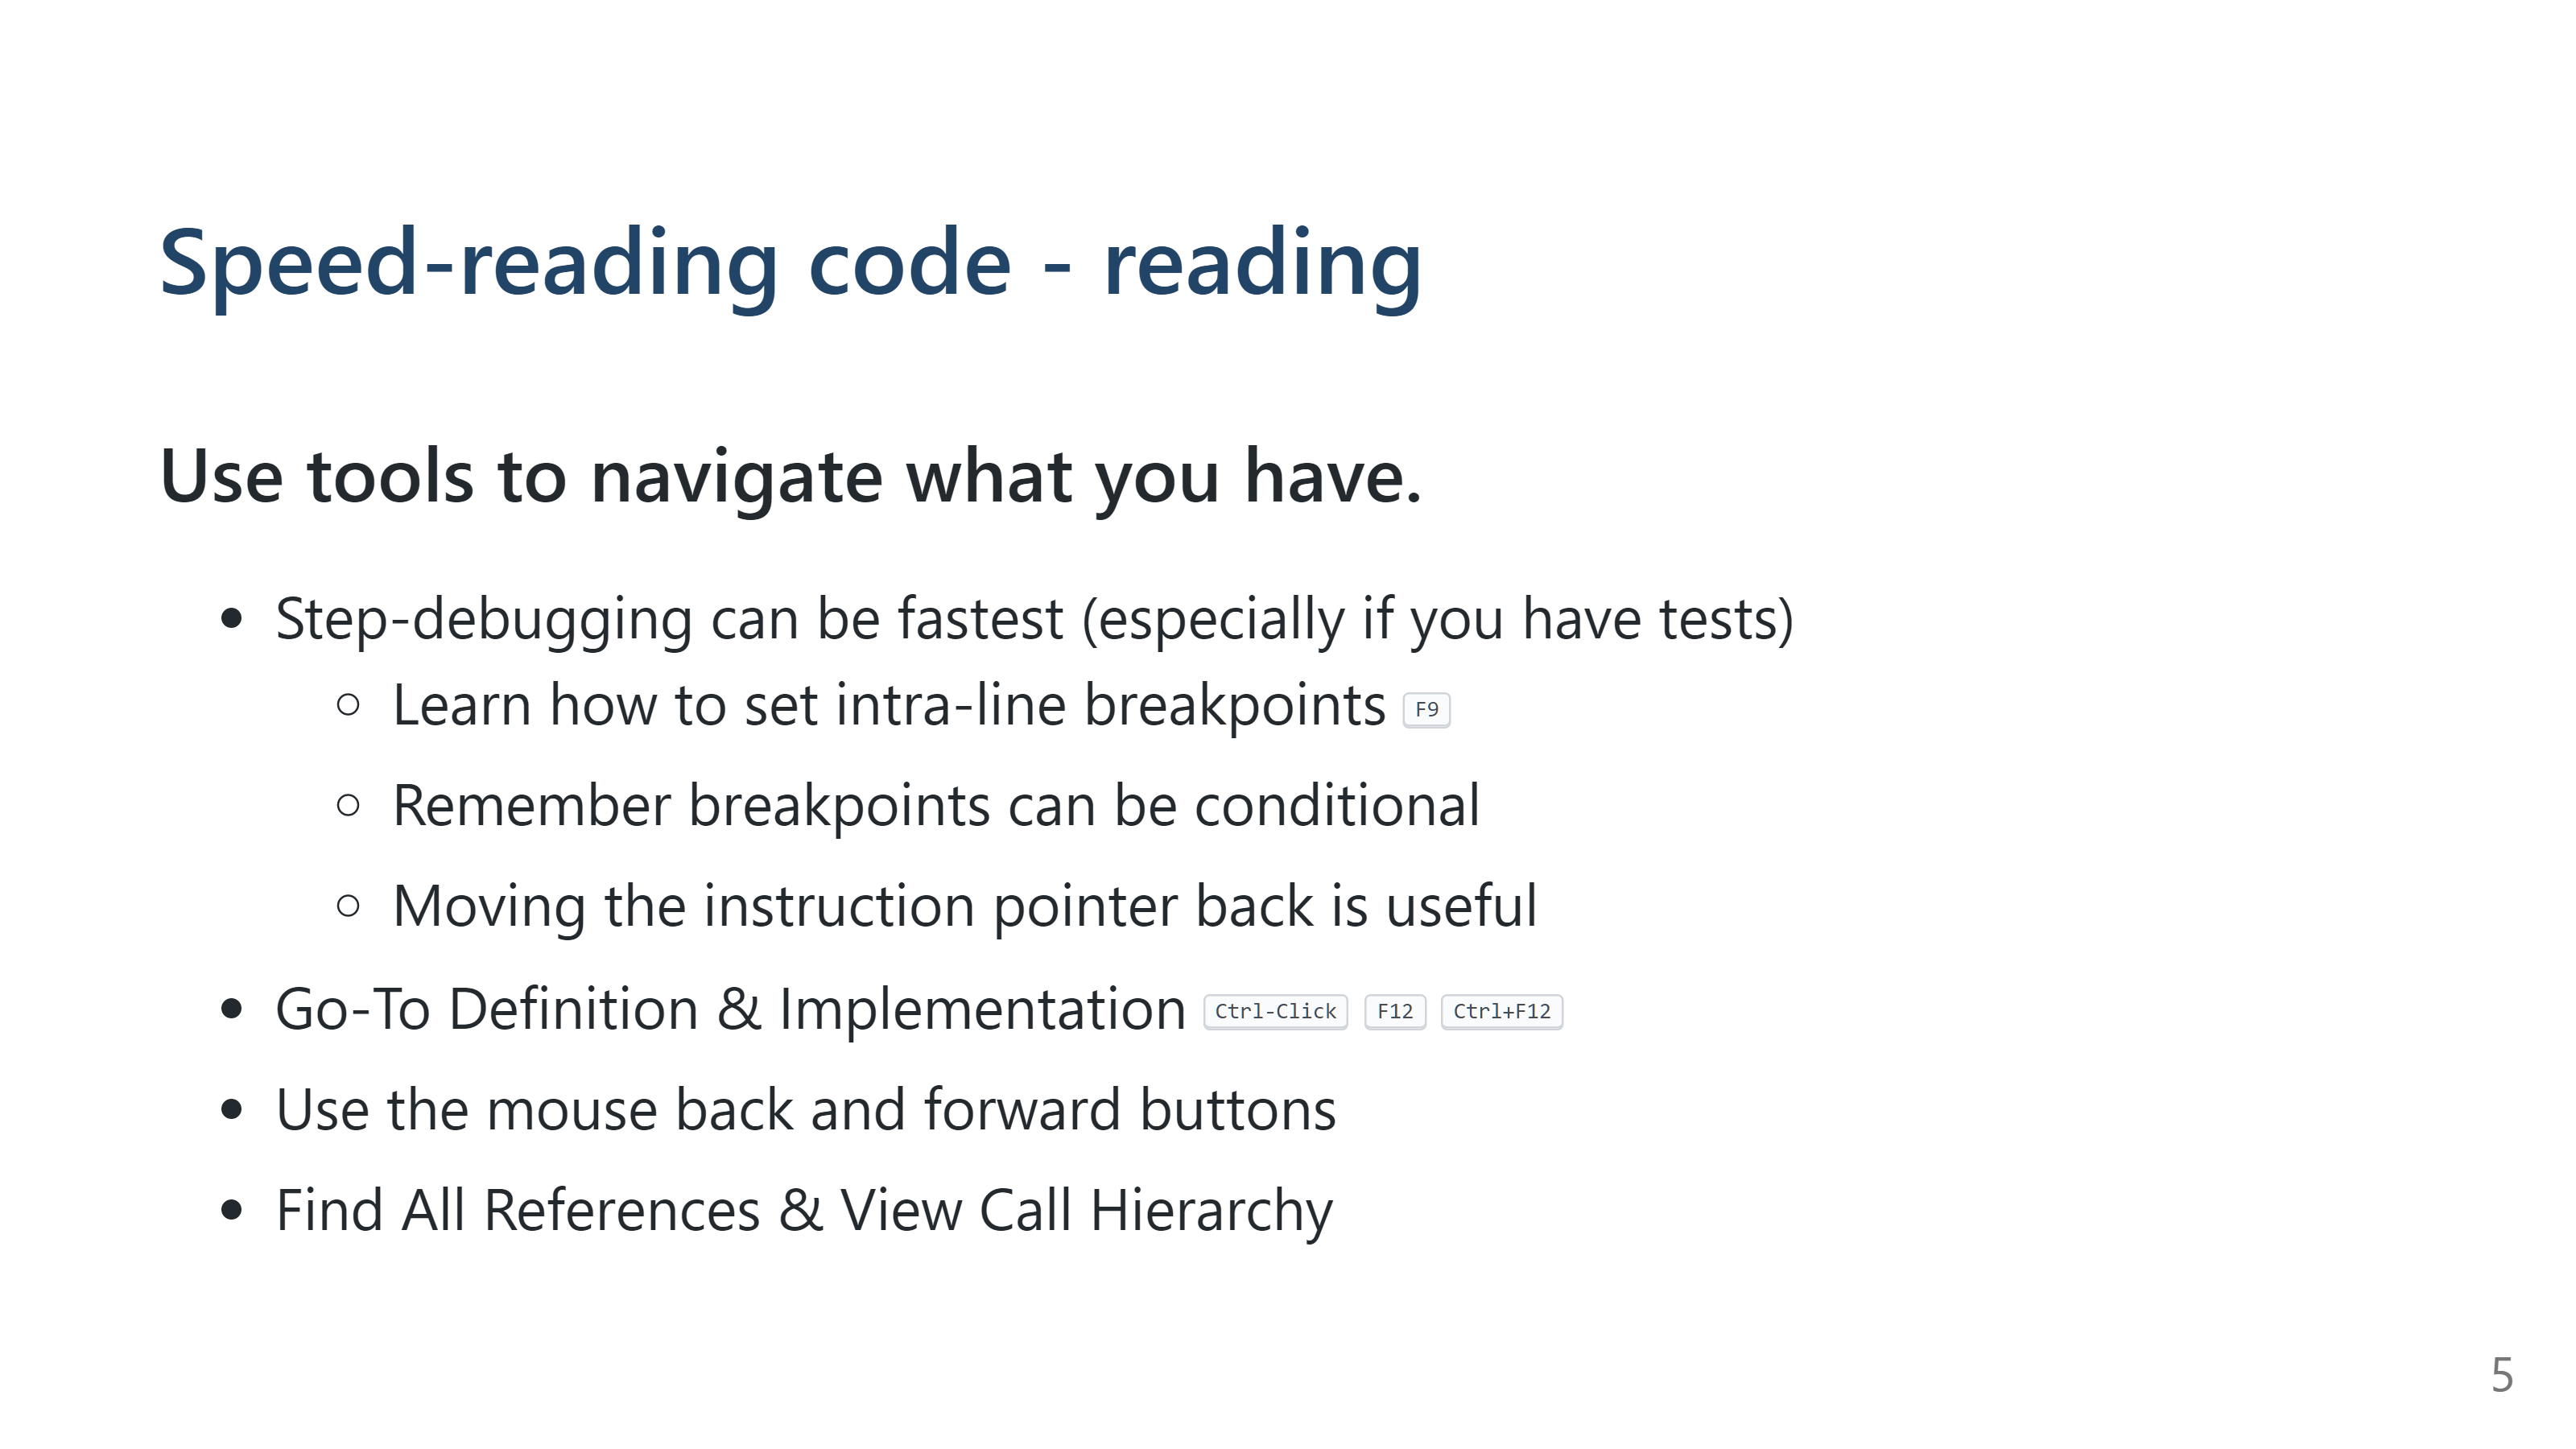 Speed-reading code - reading
Use tools to navigate what you have.
• Step-debugging can be fastest (especially if you have tests)
○ Learn how to set intra-line breakpoints F9
○ Remember breakpoints can be conditional
○ Moving the instruction pointer back is useful
• Go-To Definition & Implementation Ctrl-Click F12 Ctrl+F12
• Use the mouse back and forward buttons
• Find All References & View Call Hierarchy
5